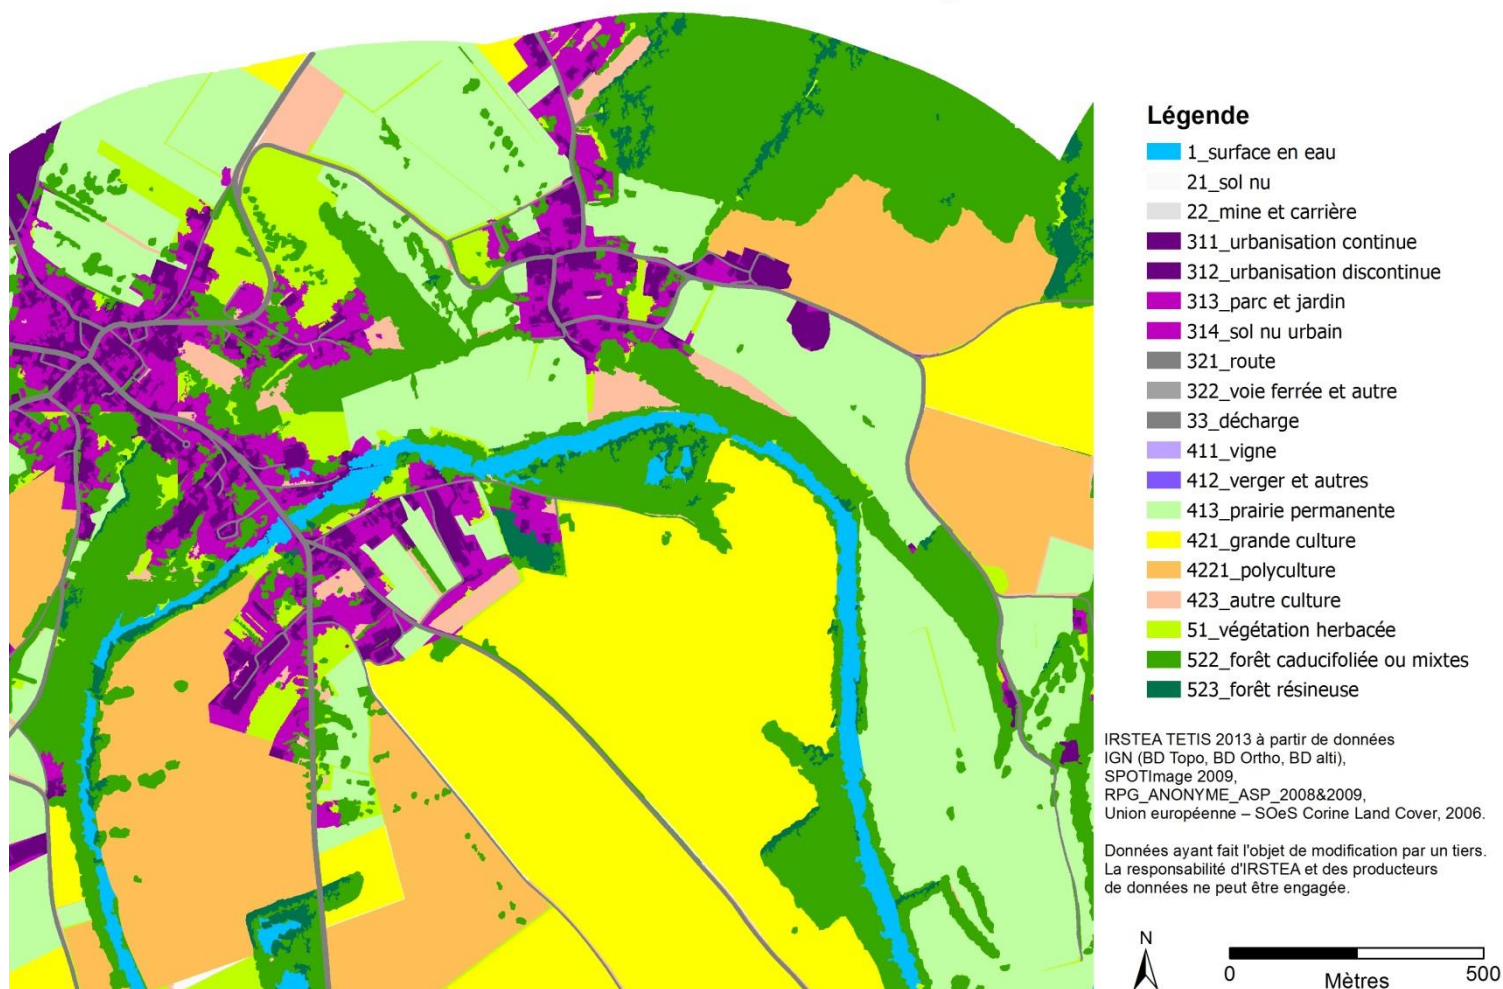 Légende
1_surface en eau
21_sol nu
22_mine et carrière
311_urbanisation continue
312_urbanisation discontinue
313_parc et jardin
314_sol nu urbain
321_route
322_voie ferrée et autre
33_décharge
411_vigne
412_verger et autres
413_prairie permanente
421_grande culture
4221_polyculture
423_autre culture
51_végétation herbacée
522_forêt caducifoliée ou mixtes
523_forêt résineuse
IRSTEA TETIS 2013 à partir de données
IGN (BD Topo, BD Ortho, BD alti),
SPOTImage 2009,
RPG_ANONYME_ASP_2008&2009,
Union européenne – SOeS Corine Land Cover, 2006.
Données ayant fait l'objet de modification par un tiers.
La responsabilité d'IRSTEA et des producteurs
de données ne peut être engagée.
N
0 500
Mètres